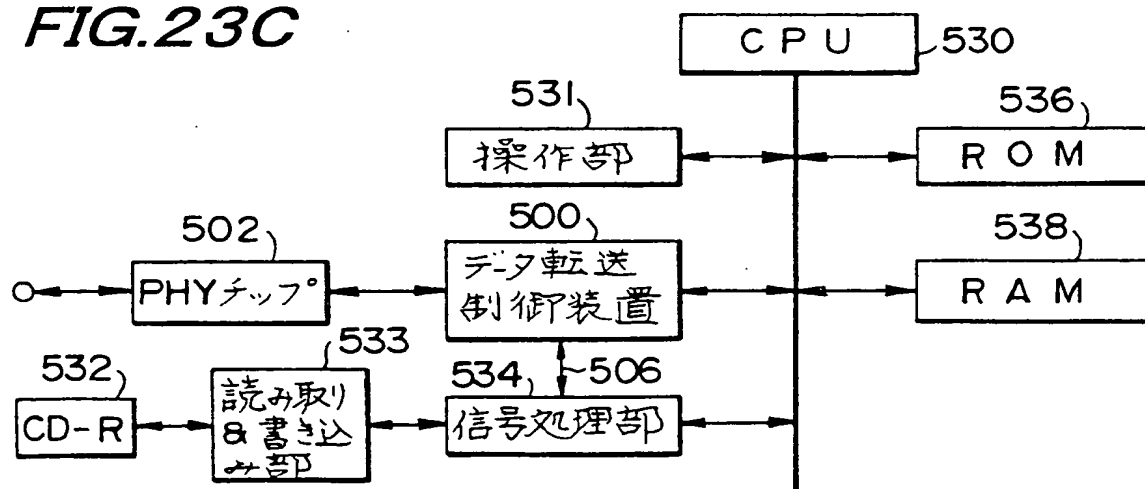 FIG.23C
CPU
530
531
操作部
536
ROM
502
PHYチップ
500
データ転送
制御装置
538
RAM
532
CD-R
533
読み取り
&書き込
み部
534
506
信号処理部